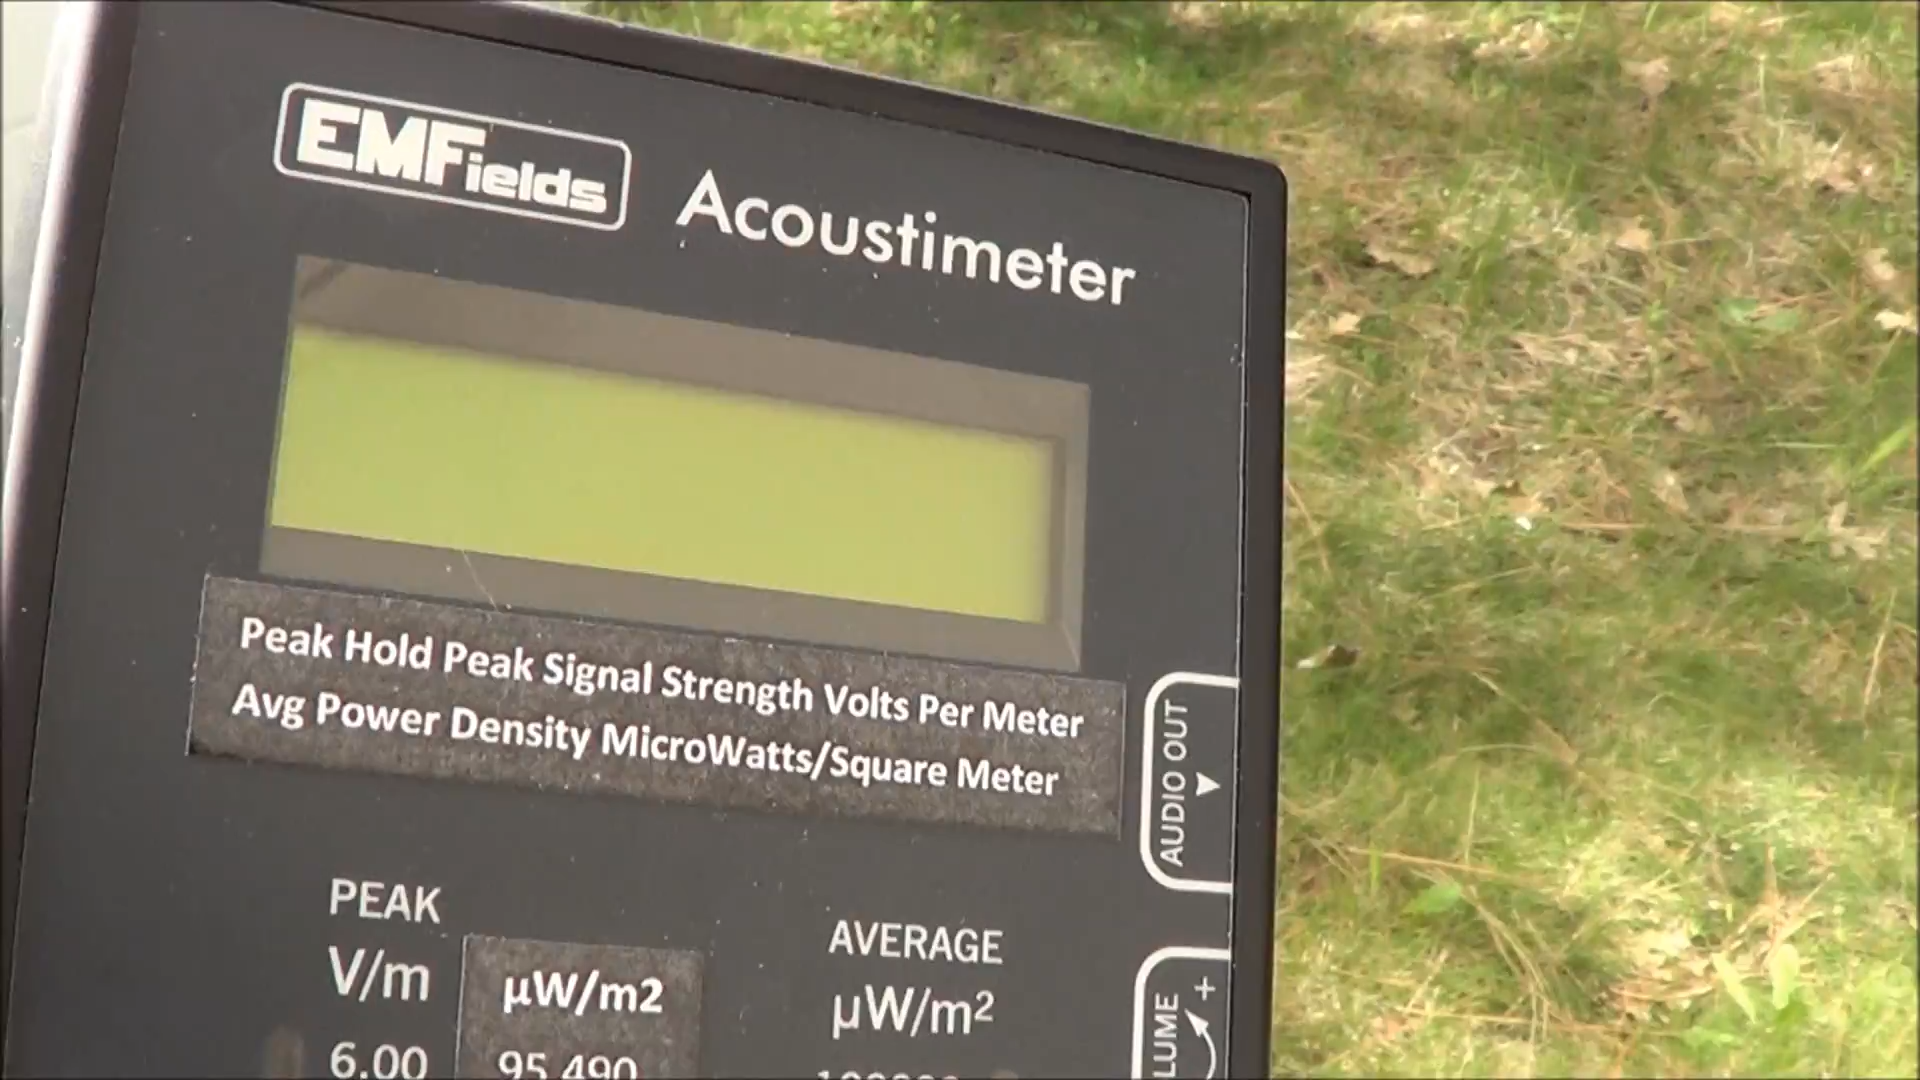 EMFields
Acoustimeter
Peak Hold Peak Signal Strength Volts Per Meter
Avg Power Density MicroWatts/Square Meter
AUDIO OUT
PEAK
V/m
µW/m2
AVERAGE
µW/m²
6.00
95,490
+